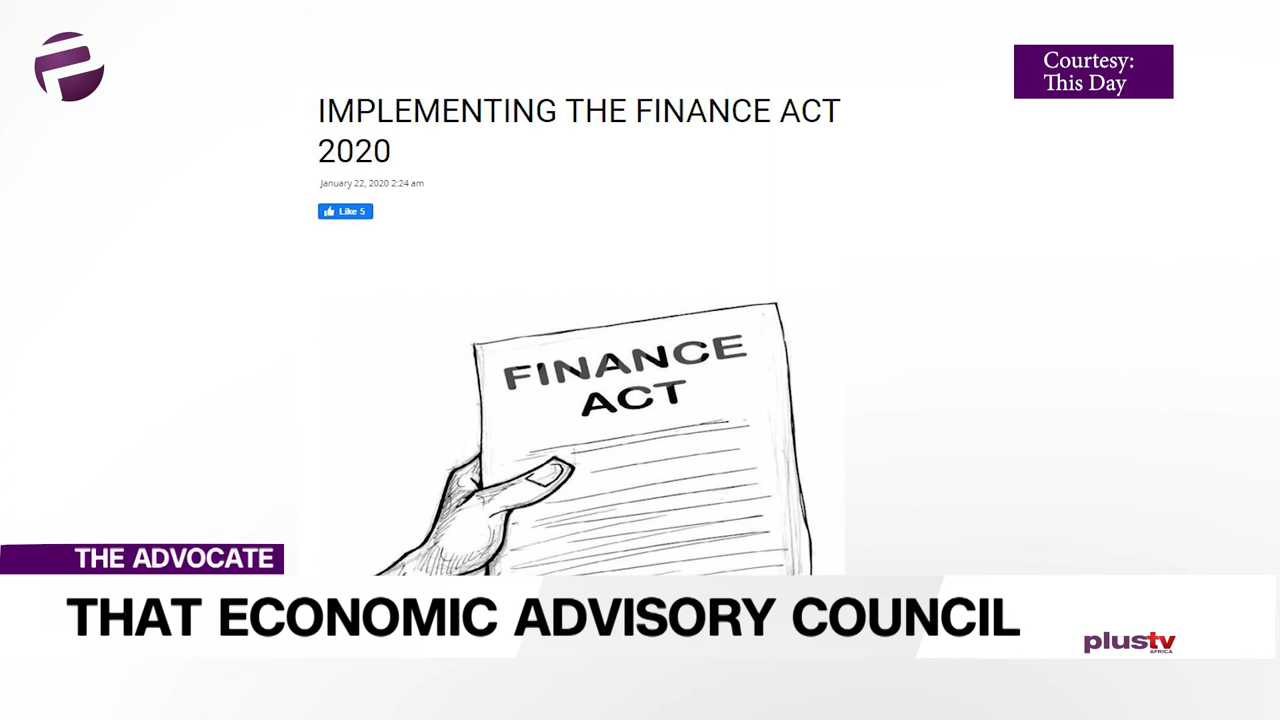 Courtesy:
This Day
IMPLEMENTING THE FINANCE ACT
2020
January 22, 2020 2:24 am
Like 5
FINANCE
ACT
THE ADVOCATE
THAT ECONOMIC ADVISORY COUNCIL
plustv
AFRICA